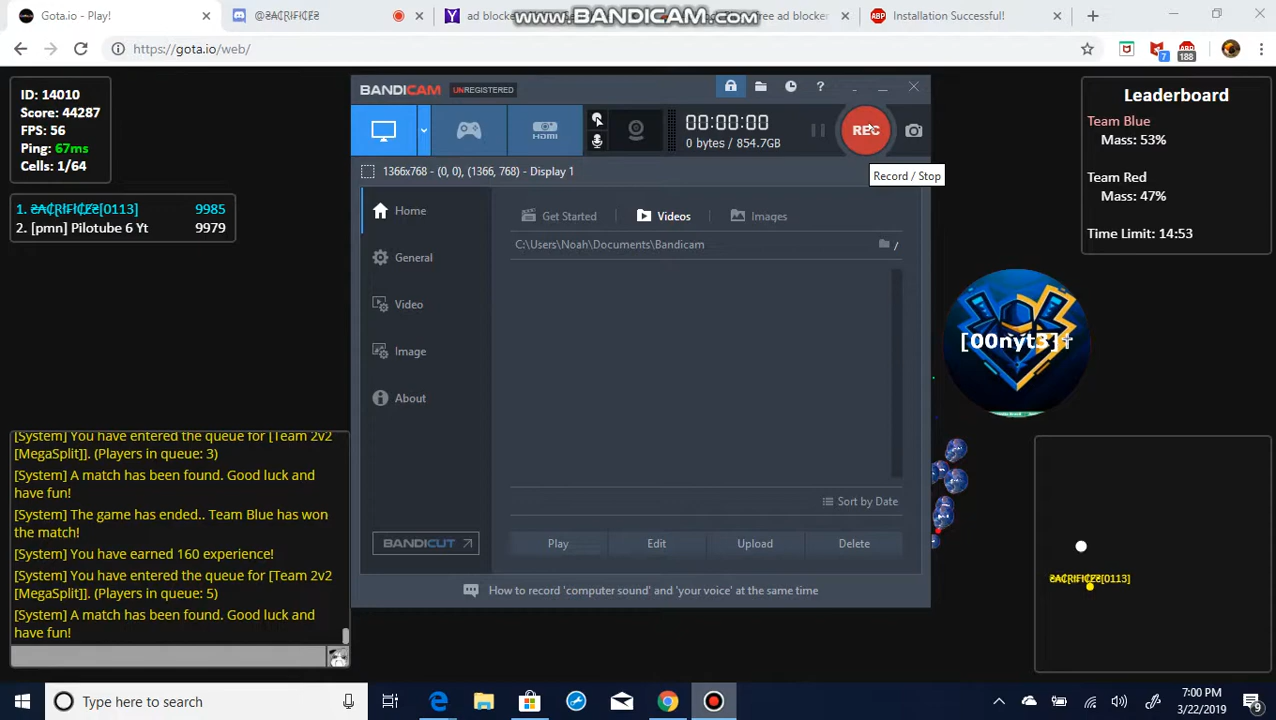 Gota.io - Play!
ad blocker
www.BANDICAM.com
free ad blocker
Installation Successful!
https://gota.io/web/
7
188
ID: 14010
Score: 44287
FPS: 56
Ping: 67ms
Cells: 1/64
[0113] 9985
2. [pmn] Pilotube 6 Yt 9979
BANDICAM UNREGISTERED
HDMI
00:00:00
0 bytes / 854.7GB
REC
Record / Stop
1366x768 - (0, 0), (1366, 768) - Display 1
Home
General
Video
Image
About
Get Started
Videos
Images
C:\Users\Noah\Documents\Bandicam
/
Sort by Date
BANDICUT
Play
Edit
Upload
Delete
How to record 'computer sound' and 'your voice' at the same time
Leaderboard
Team Blue
Mass: 53%
Team Red
Mass: 47%
Time Limit: 14:53
[00nyt3]†
[0113]
[System] You have entered the queue for [Team 2v2
[MegaSplit]]. (Players in queue: 3)
[System] A match has been found. Good luck and
have fun!
[System] The game has ended.. Team Blue has won
the match!
[System] You have earned 160 experience!
[System] You have entered the queue for [Team 2v2
[MegaSplit]]. (Players in queue: 5)
[System] A match has been found. Good luck and
have fun!
Type here to search
7:00 PM
3/22/2019
9